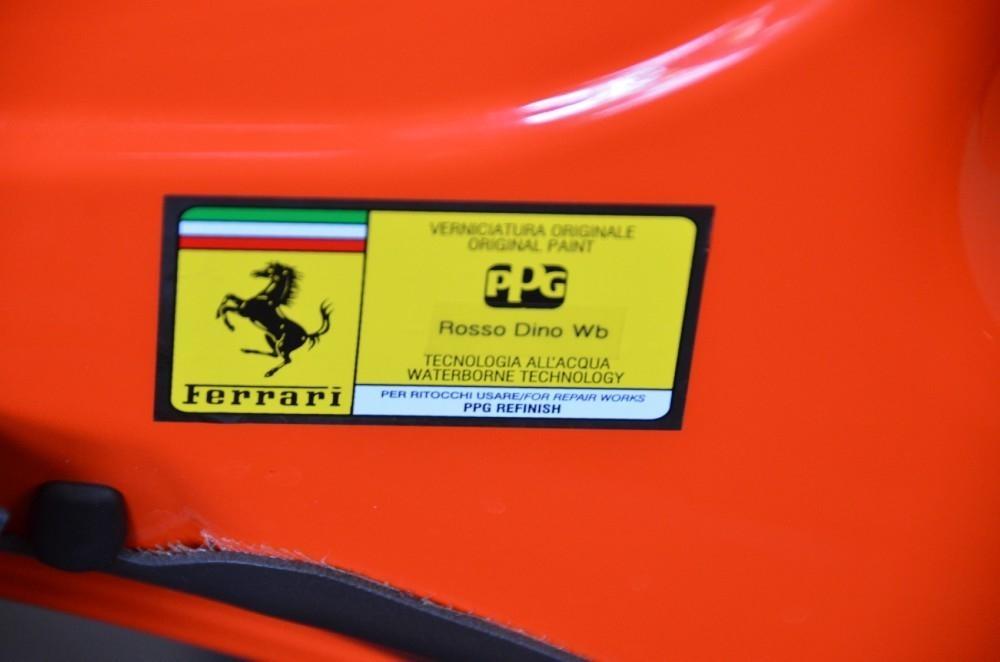 Ferrari
VERNICIATURA ORIGINALE
ORIGINAL PAINT
PPG
Rosso Dino Wb
TECNOLOGIA ALL'ACQUA
WATERBORNE TECHNOLOGY
PER RITOCCHI USARE/FOR REPAIR WORKS
PPG REFINISH